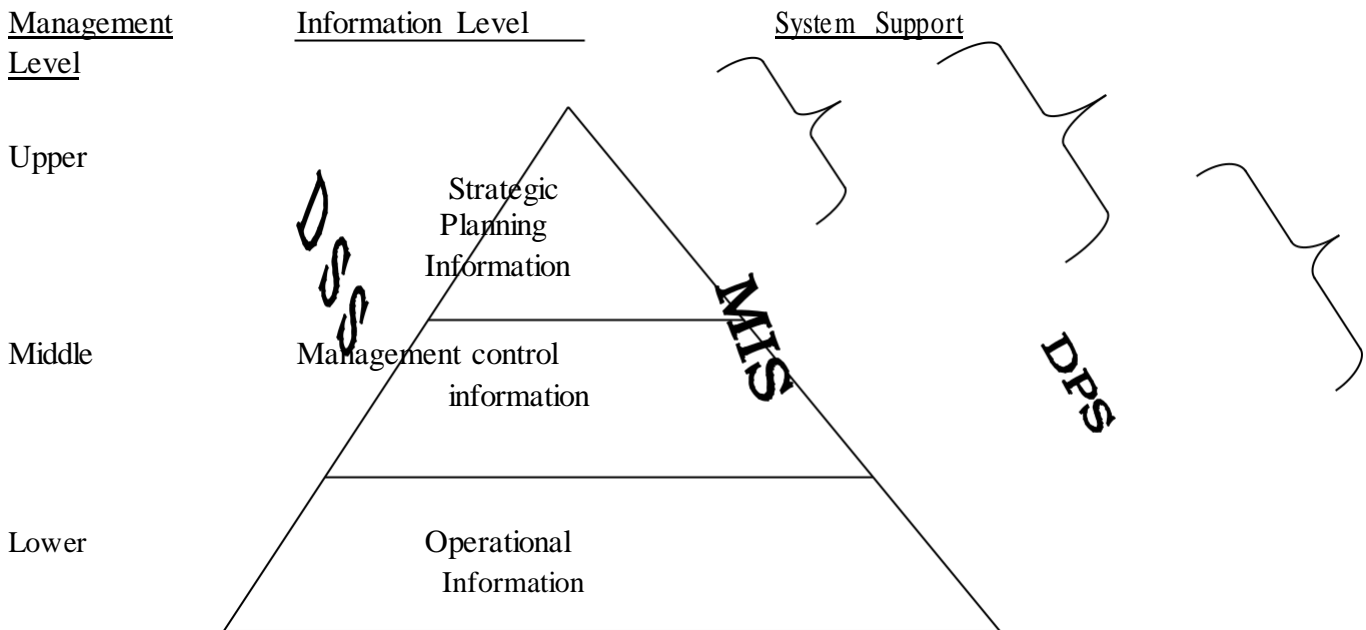 Management Level
Information Level
System Support
Upper
Strategic
Planning
Information
DSS
MIS
Middle
Management control
information
DPS
Lower
Operational
Information